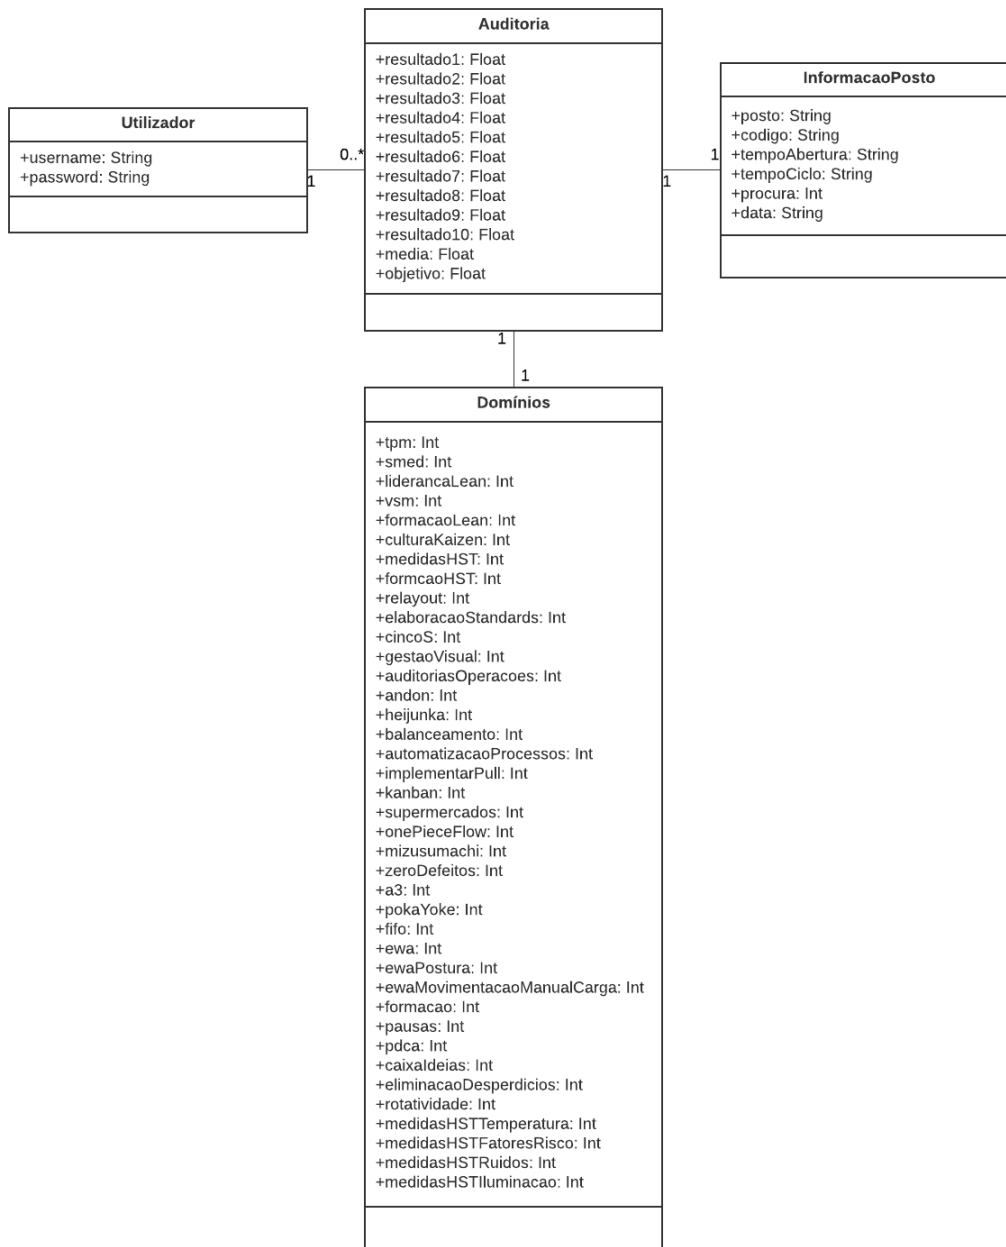 Auditoria
+resultado1: Float
+resultado2: Float
+resultado3: Float
+resultado4: Float
+resultado5: Float
+resultado6: Float
+resultado7: Float
+resultado8: Float
+resultado9: Float
+resultado10: Float
+media: Float
+objetivo: Float
Utilizador
+username: String
+password: String
1
0..*
InformacaoPosto
+posto: String
+codigo: String
+tempoAbertura: String
+tempoCiclo: String
+procura: Int
+data: String
1
1
1
1
Domínios
+tpm: Int
+smed: Int
+liderancaLean: Int
+vsm: Int
+formacaoLean: Int
+culturaKaizen: Int
+medidasHST: Int
+formcaoHST: Int
+relayout: Int
+elaboracaoStandards: Int
+cincoS: Int
+gestaoVisual: Int
+auditoriasOperacoes: Int
+andon: Int
+heijunka: Int
+balanceamento: Int
+automatizacaoProcessos: Int
+implementarPull: Int
+kanban: Int
+supermercados: Int
+onePieceFlow: Int
+mizusumachi: Int
+zeroDefeitos: Int
+a3: Int
+pokaYoke: Int
+fifo: Int
+ewa: Int
+ewaPostura: Int
+ewaMovimentacaoManualCarga: Int
+formacao: Int
+pausas: Int
+pdca: Int
+caixaIdeias: Int
+eliminacaoDesperdicios: Int
+rotatividade: Int
+medidasHSTTemperatura: Int
+medidasHSTFatoresRisco: Int
+medidasHSTRuidos: Int
+medidasHSTIluminacao: Int